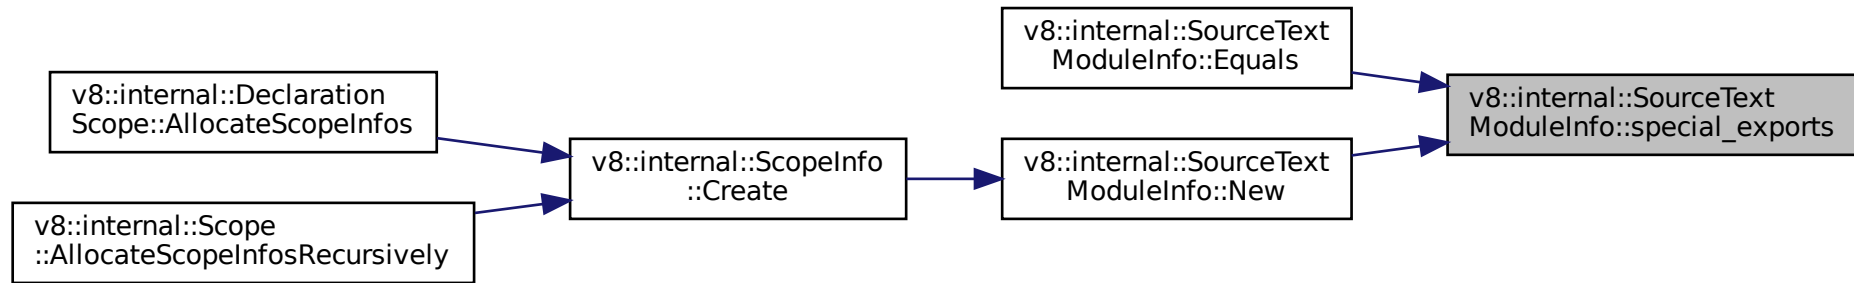 v8::internal::Declaration
Scope::AllocateScopeInfos
v8::internal::Scope
::AllocateScopeInfosRecursively
v8::internal::ScopeInfo
::Create
v8::internal::SourceText
ModuleInfo::Equals
v8::internal::SourceText
ModuleInfo::New
v8::internal::SourceText
ModuleInfo::special_exports